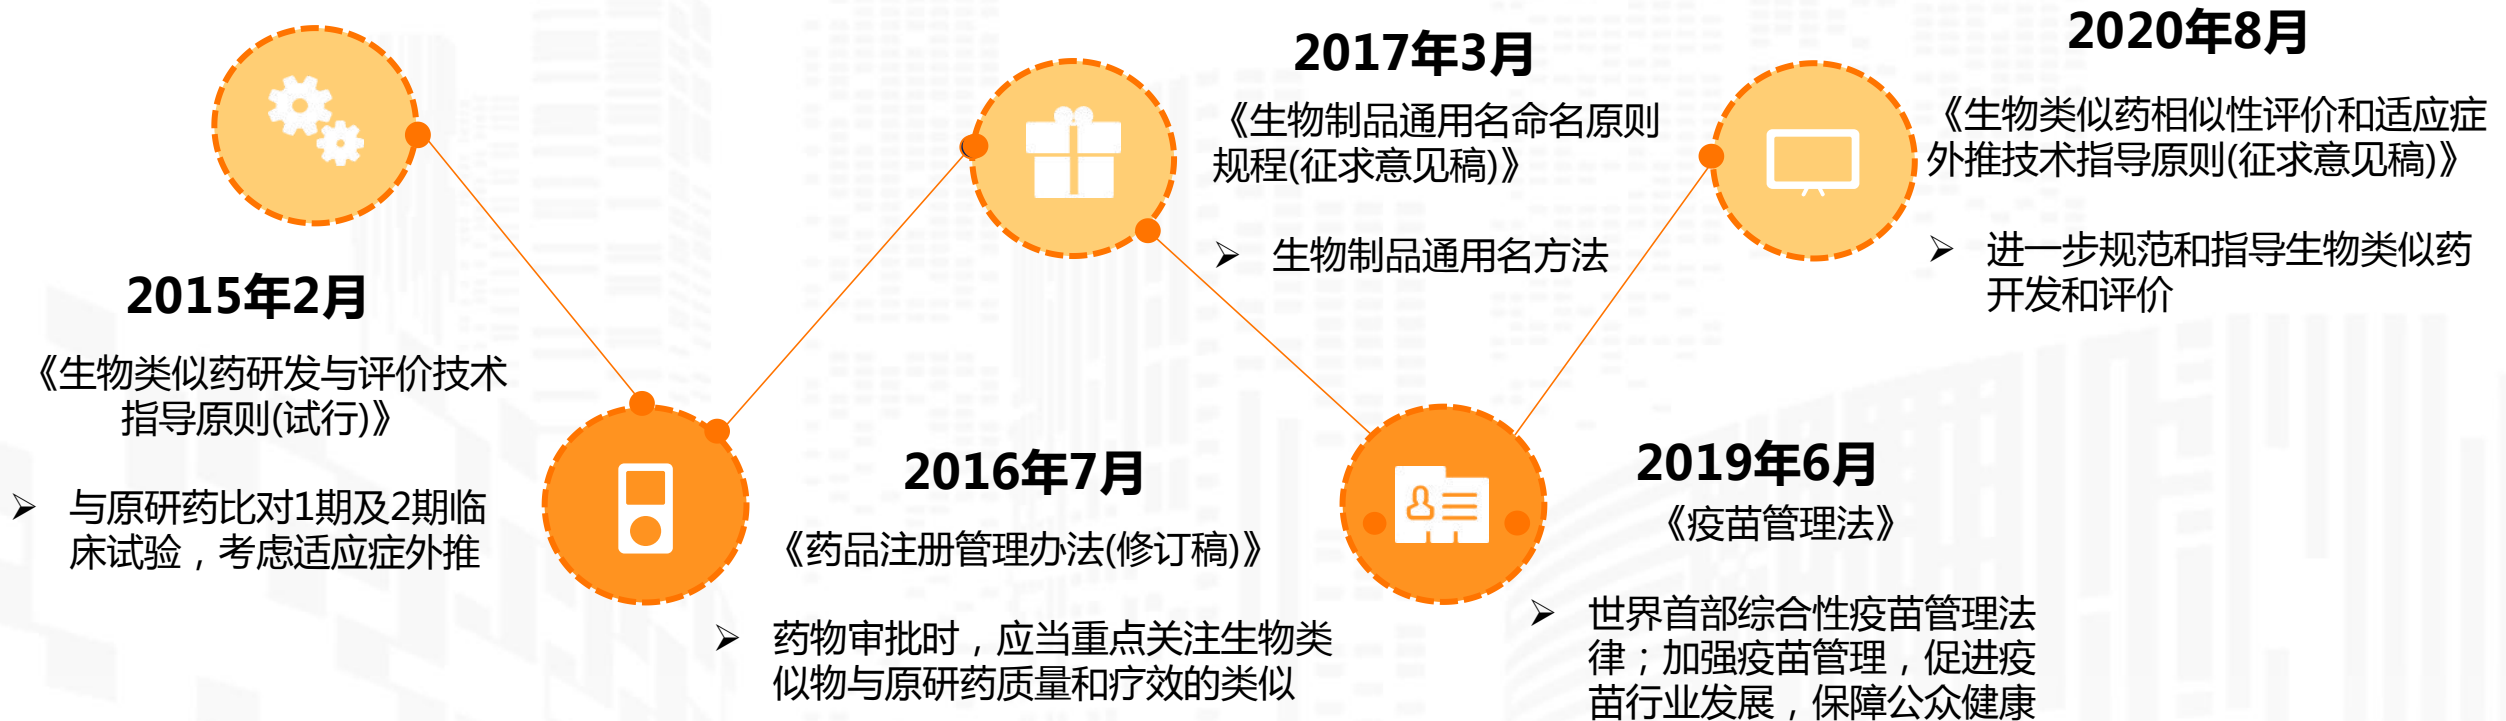 2015年2月
《生物类似药研发与评价技术
指导原则(试行)》
➢ 与原研药比对1期及2期临
床试验，考虑适应症外推
2016年7月
《药品注册管理办法(修订稿)》
➢ 药物审批时，应当重点关注生物类
似物与原研药质量和疗效的类似
2017年3月
《生物制品通用名命名原则
规程(征求意见稿)》
➢ 生物制品通用名方法
2019年6月
《疫苗管理法》
➢ 世界首部综合性疫苗管理法
律；加强疫苗管理，促进疫
苗行业发展，保障公众健康
2020年8月
《生物类似药相似性评价和适应症
外推技术指导原则(征求意见稿)》
➢ 进一步规范和指导生物类似药
开发和评价